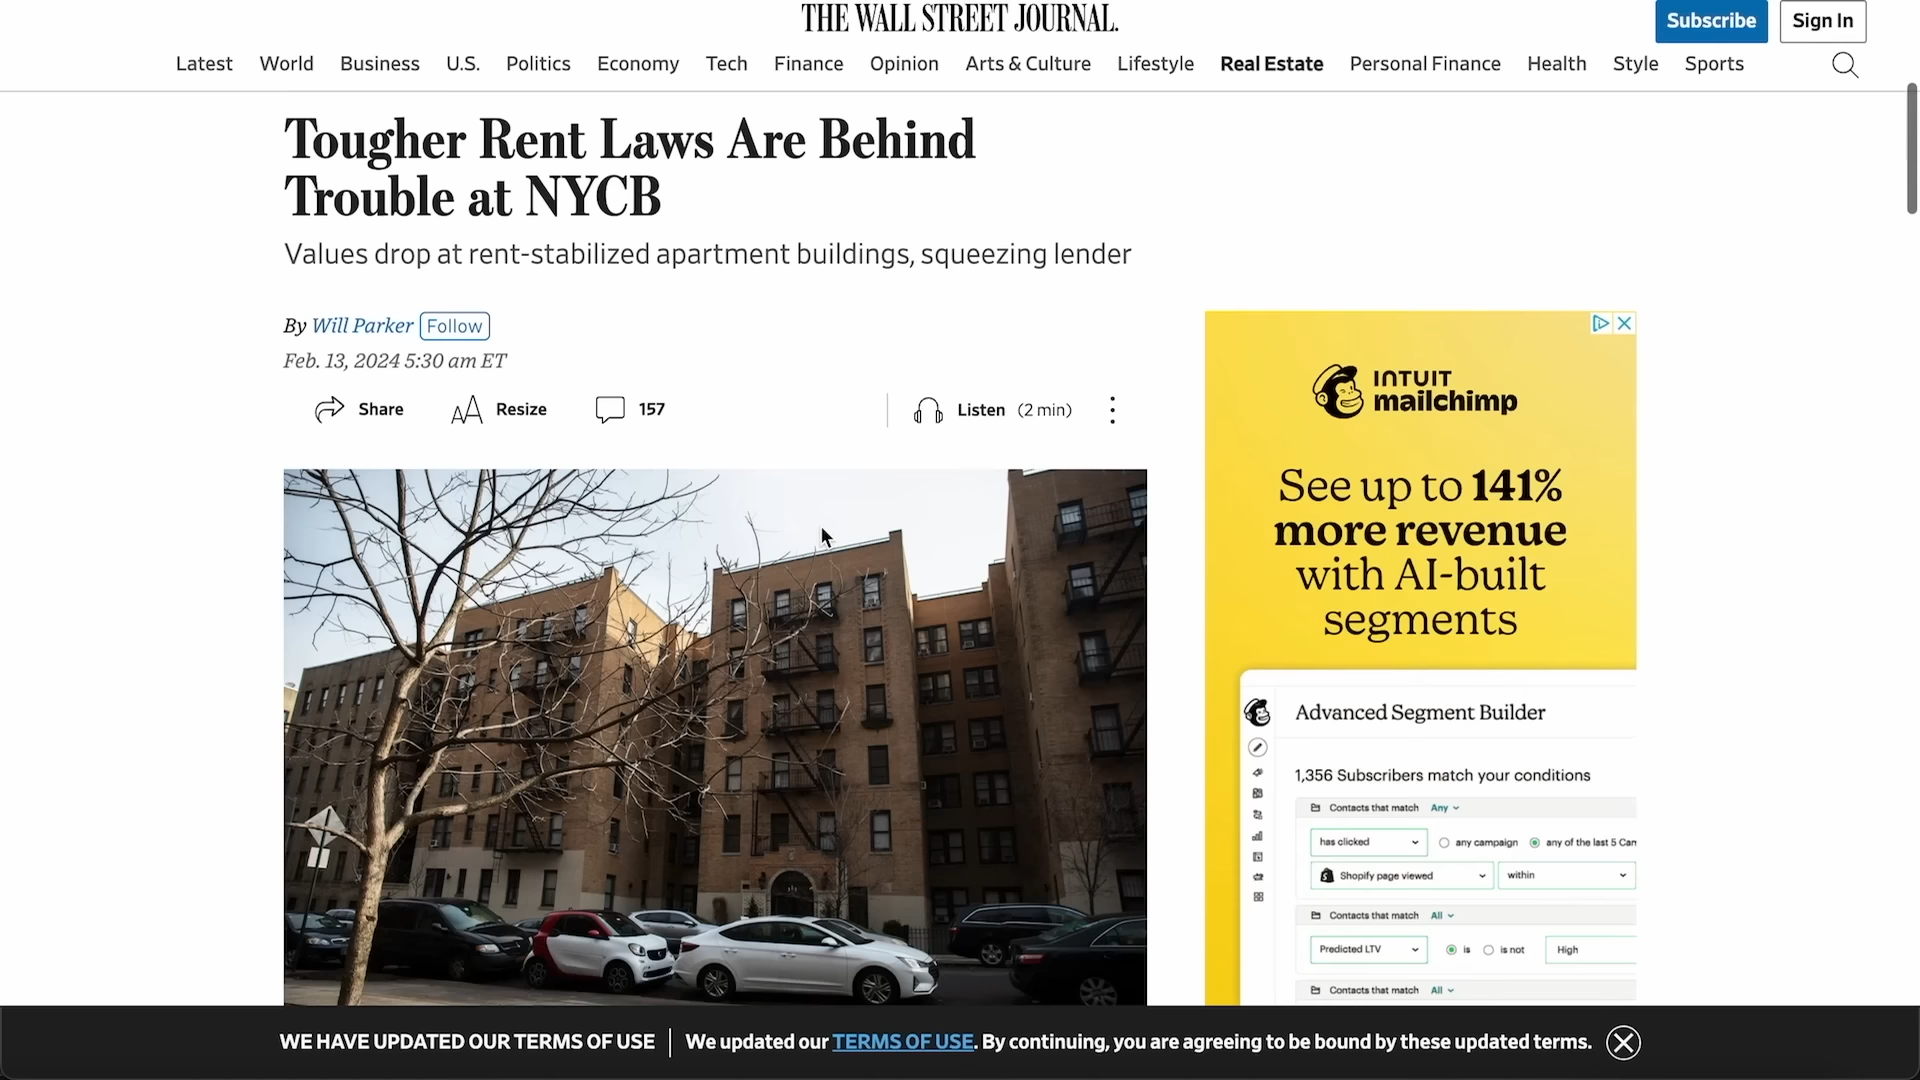 THE WALL STREET JOURNAL.
Subscribe
Sign In
Latest World Business U.S. Politics Economy Tech Finance Opinion Arts & Culture Lifestyle Real Estate Personal Finance Health Style Sports
Tougher Rent Laws Are Behind
Trouble at NYCB
Values drop at rent-stabilized apartment buildings, squeezing lender
By Will Parker Follow
Feb. 13, 2024 5:30 am ET
Share Resize 157 Listen (2 min)
INTUIT
mailchimp
See up to 141%
more revenue
with AI-built
segments
Advanced Segment Builder
1,356 Subscribers match your conditions
Contacts that match Any
has clicked any campaign any of the last 5 Cam
Shopify page viewed within
Contacts that match All
Predicted LTV is is not High
Contacts that match All
WE HAVE UPDATED OUR TERMS OF USE We updated our TERMS OF USE. By continuing, you are agreeing to be bound by these updated terms.